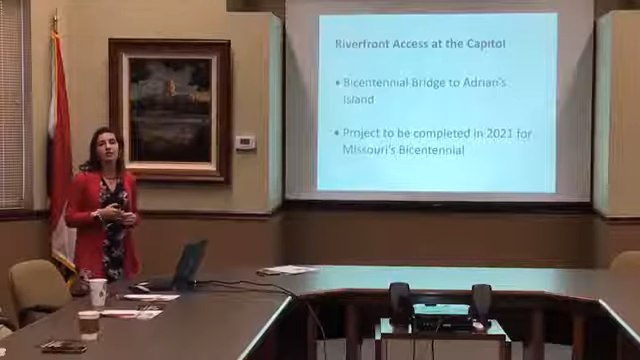 Riverfront Access at the Capitol
• Bicentennial Bridge to Adrian's
Island
• Project to be completed in 2021 for
Missouri's Bicentennial